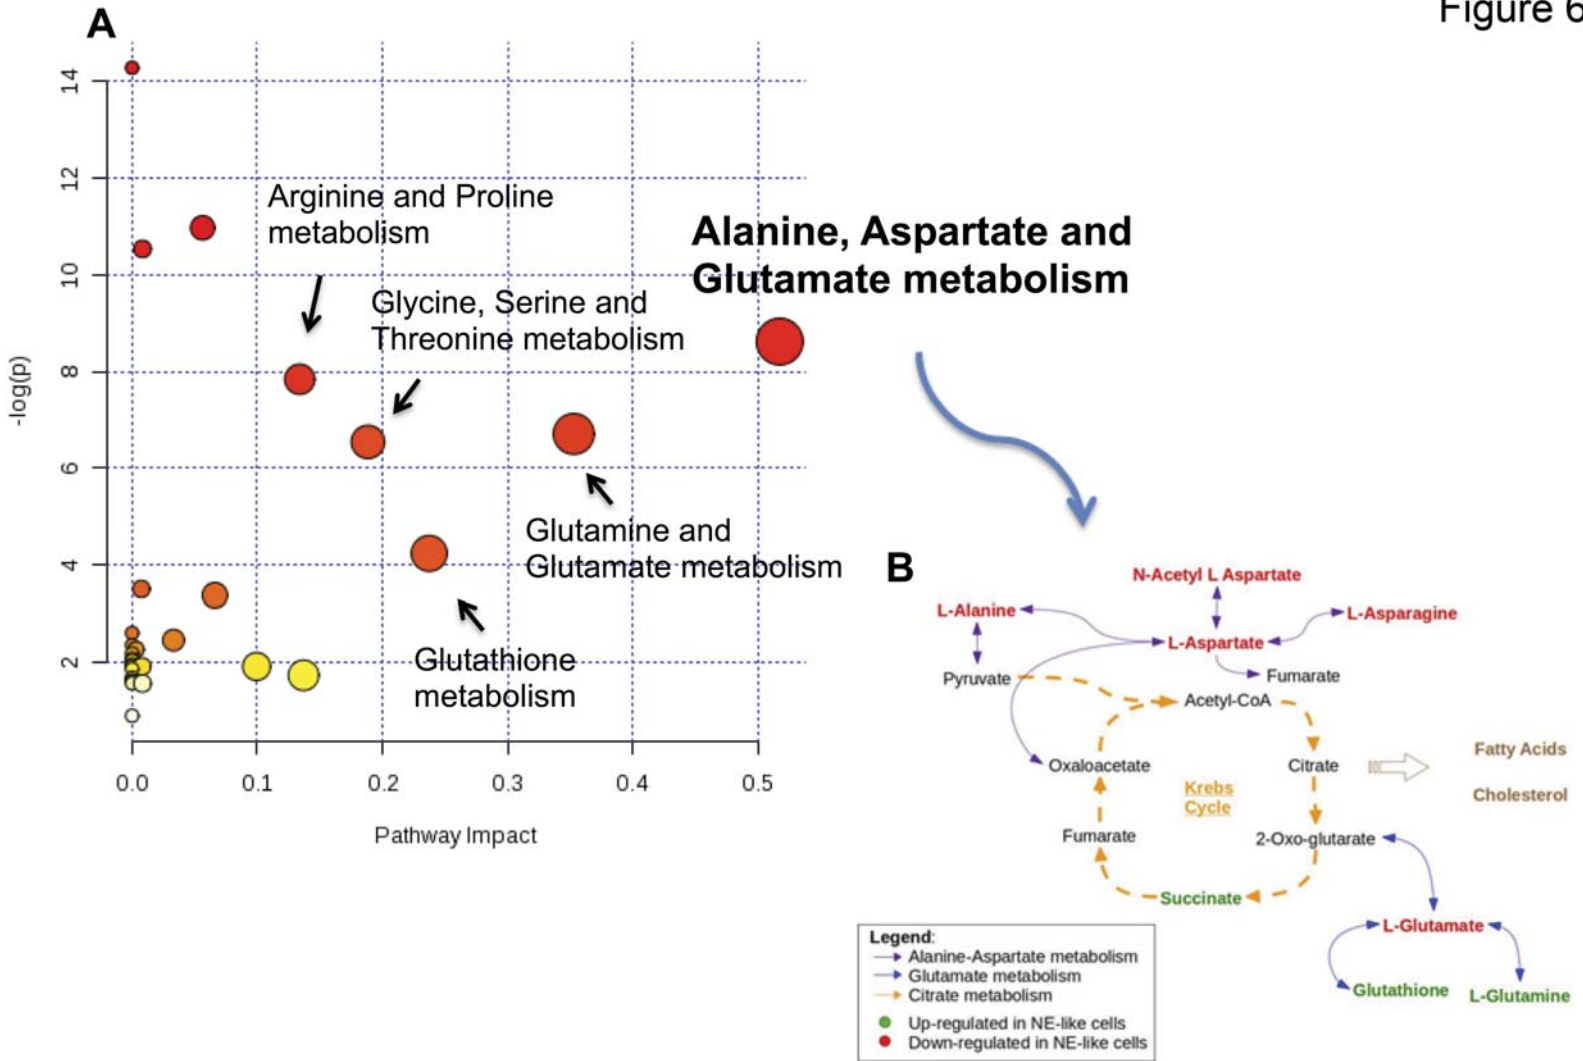 Figure 6
A
14
12
10
8
6
4
2
-log(p)
0.0 0.1 0.2 0.3 0.4 0.5
Pathway Impact
Arginine and Proline
metabolism
Glycine, Serine and
Threonine metabolism
Alanine, Aspartate and
Glutamate metabolism
Glutamine and
Glutamate metabolism
Glutathione
metabolism
B
N-Acetyl L Aspartate
L-Alanine
L-Asparagine
L-Aspartate
Pyruvate
Fumarate
Acetyl-CoA
Oxaloacetate
Citrate
Fatty Acids
Krebs
Cycle
Cholesterol
Fumarate
2-Oxo-glutarate
Succinate
L-Glutamate
Glutathione
L-Glutamine
Legend:
Alanine-Aspartate metabolism
Glutamate metabolism
Citrate metabolism
Up-regulated in NE-like cells
Down-regulated in NE-like cells